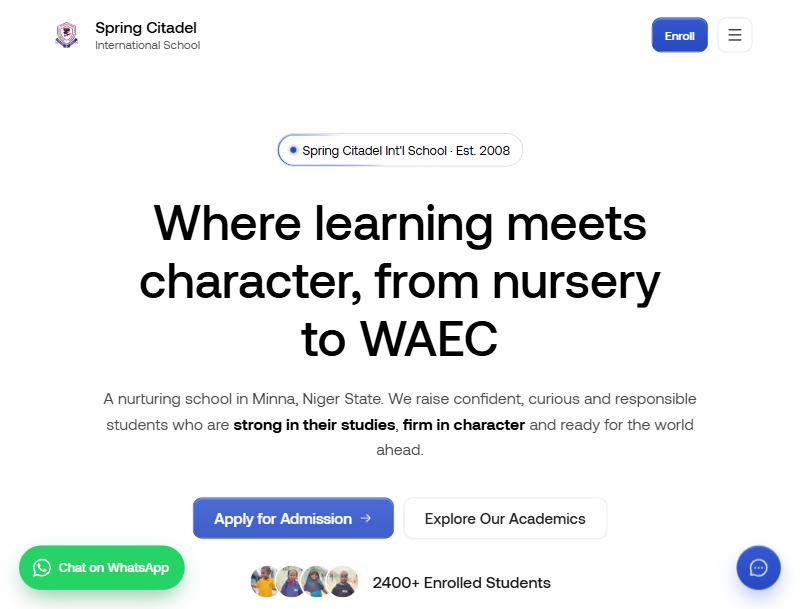 Spring Citadel
International School
Enroll
Spring Citadel Int'l School · Est. 2008
Where learning meets
character, from nursery
to WAEC
A nurturing school in Minna, Niger State. We raise confident, curious and responsible
students who are strong in their studies, firm in character and ready for the world
ahead.
Apply for Admission →
Explore Our Academics
Chat on WhatsApp
2400+ Enrolled Students